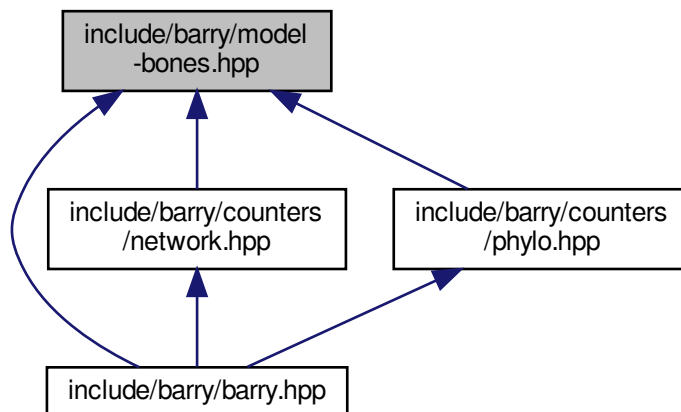 include/barry/model
-bones.hpp
include/barry/counters
/network.hpp
include/barry/counters
/phylo.hpp
include/barry/barry.hpp